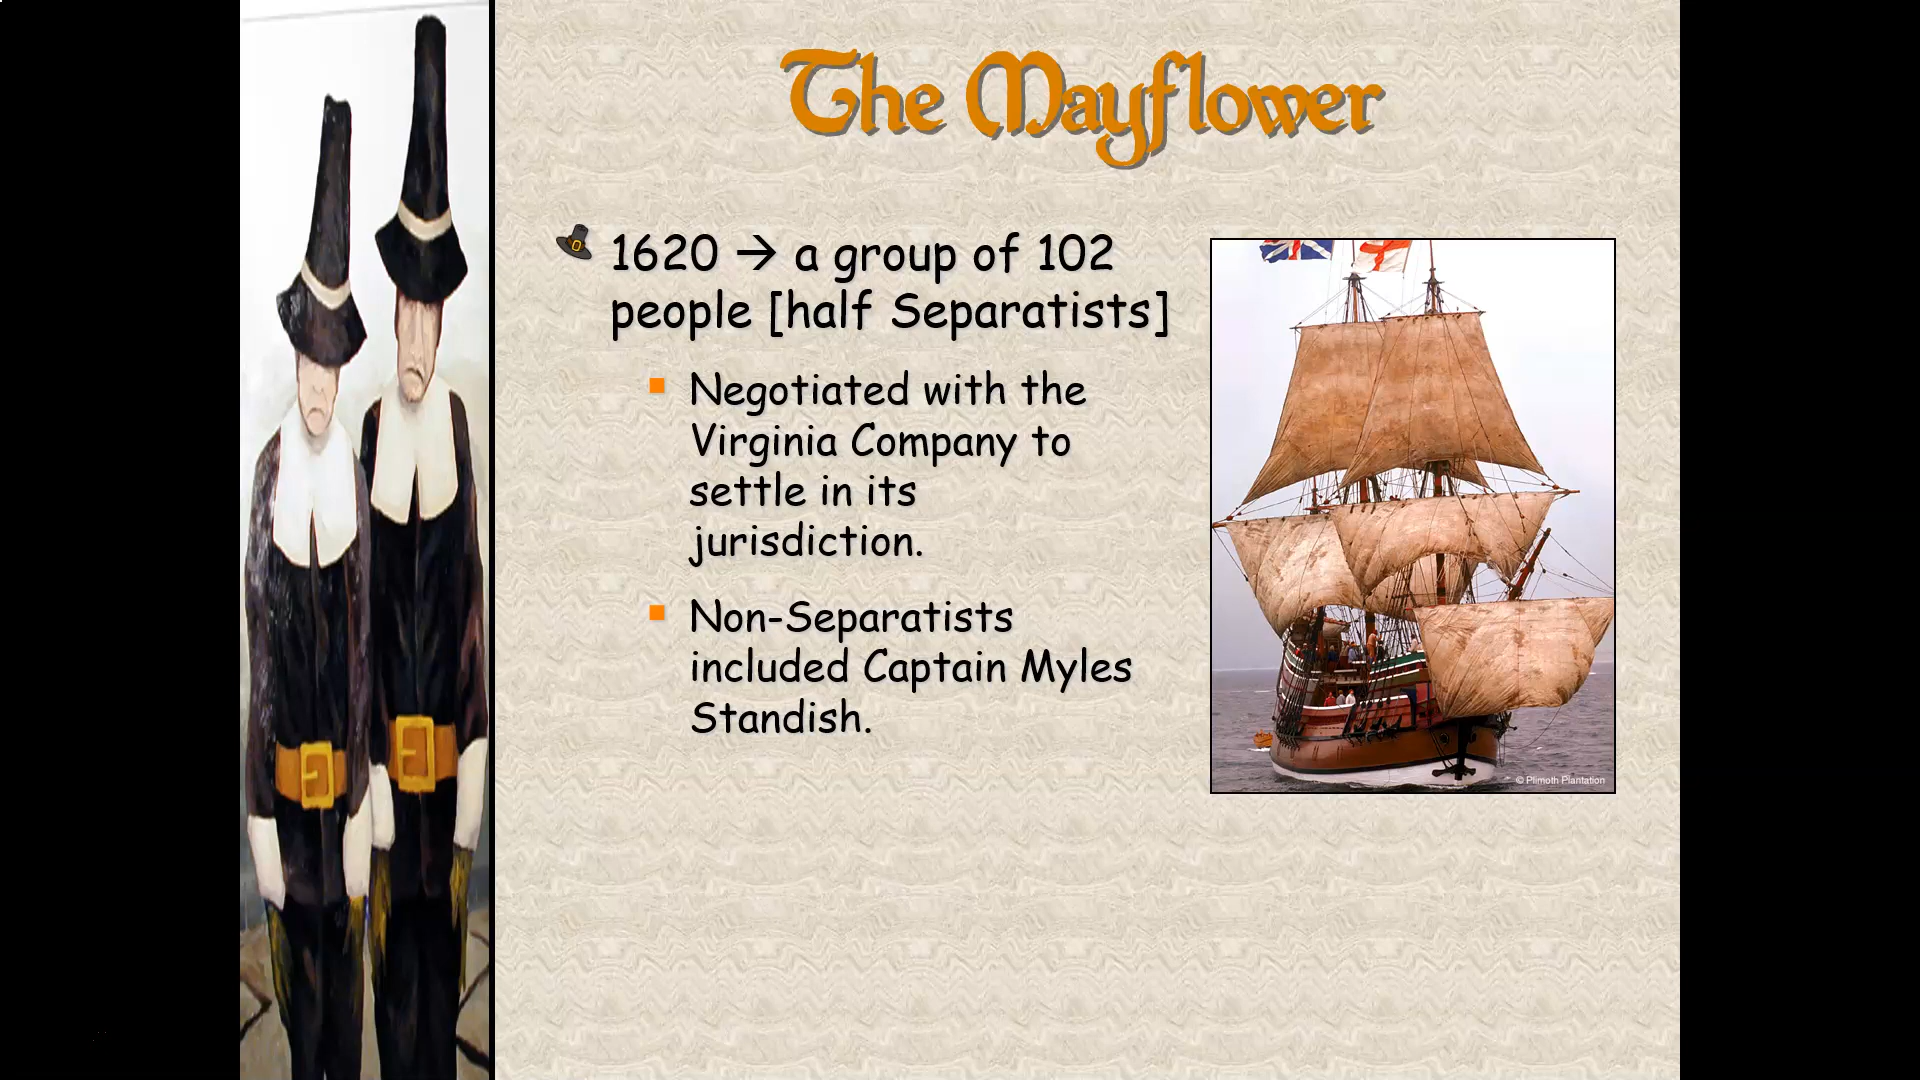 The Mayflower
1620 → a group of 102
people [half Separatists]
Negotiated with the
Virginia Company to
settle in its
jurisdiction.
Non-Separatists
included Captain Myles
Standish.
© Plimoth Plantation